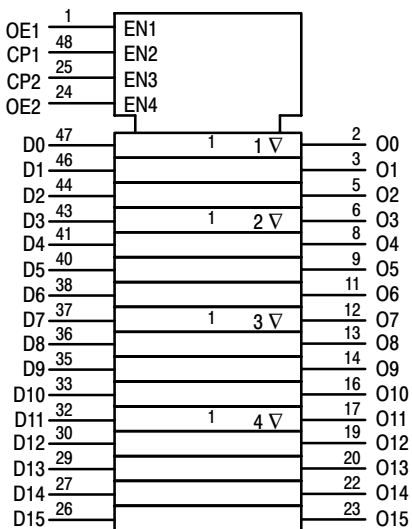 OE1 1 EN1
CP1 48 EN2
CP2 25 EN3
OE2 24 EN4
D0 47 1 1 ∇ 2 O0
D1 46 3 O1
D2 44 5 O2
D3 43 1 2 ∇ 6 O3
D4 41 8 O4
D5 40 9 O5
D6 38 11 O6
D7 37 1 3 ∇ 12 O7
D8 36 13 O8
D9 35 14 O9
D10 33 16 O10
D11 32 1 4 ∇ 17 O11
D12 30 19 O12
D13 29 20 O13
D14 27 22 O14
D15 26 23 O15